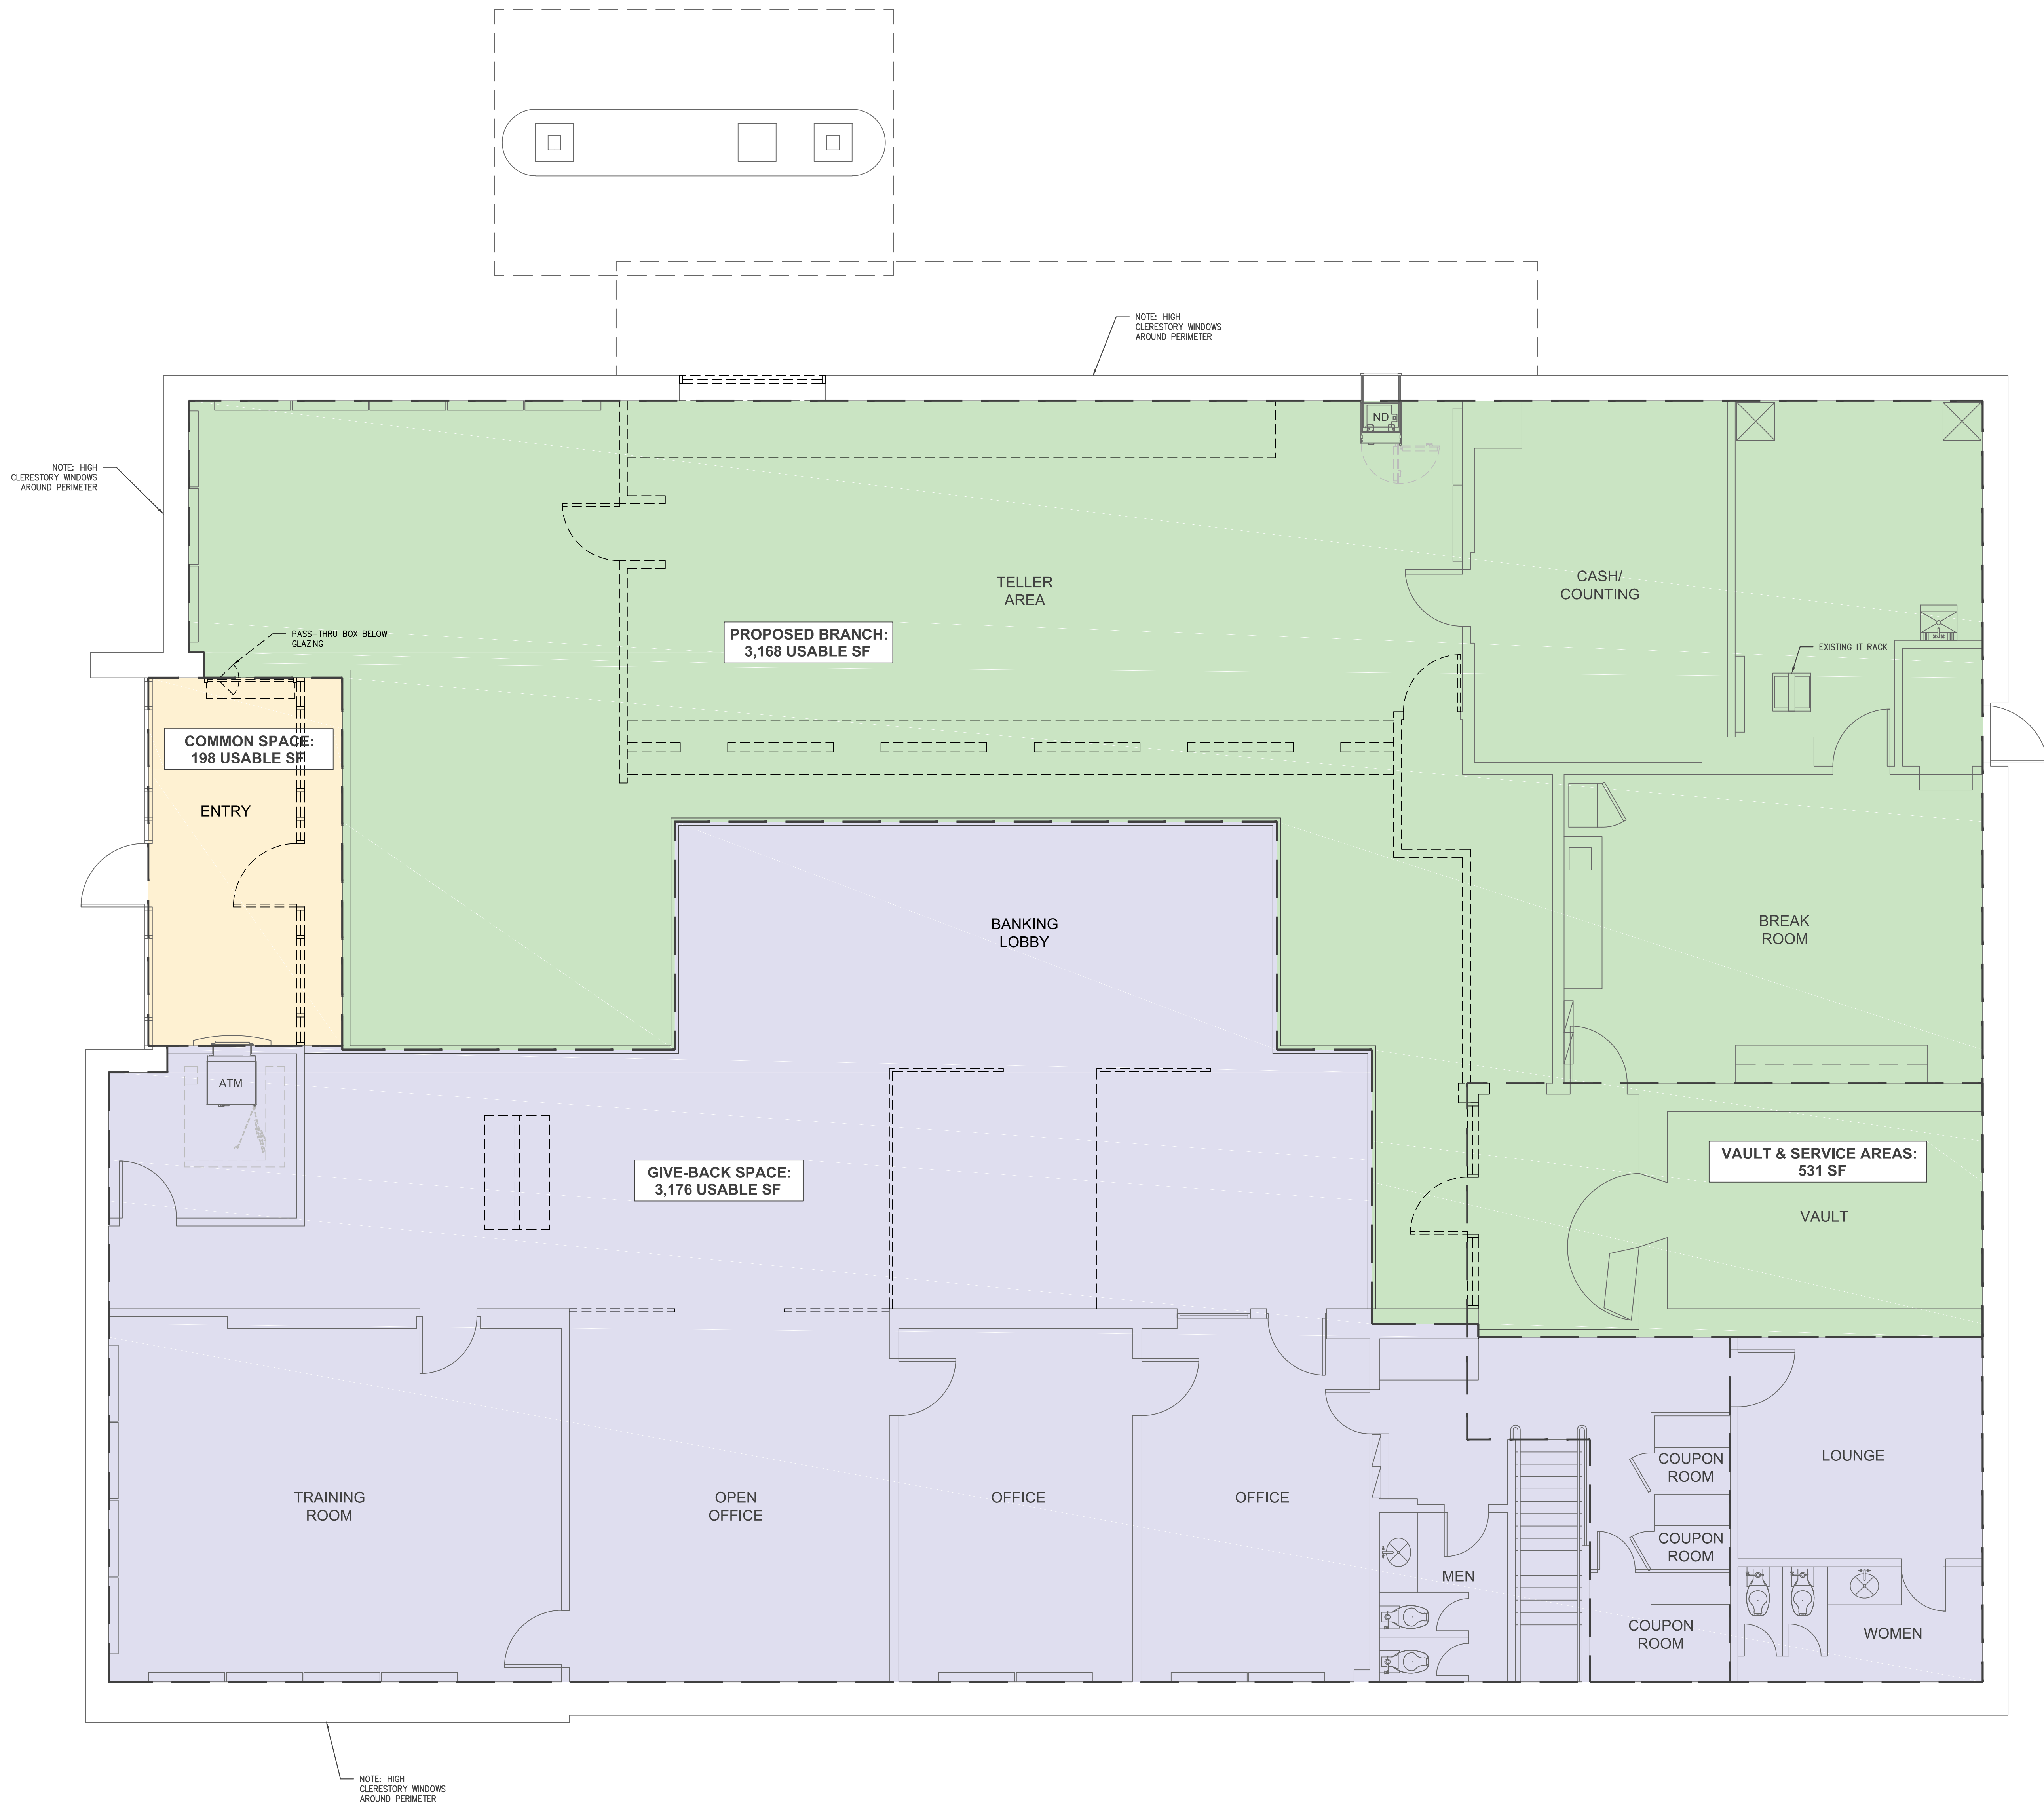 NOTE: HIGH
CLERESTORY WINDOWS
AROUND PERIMETER
NOTE: HIGH
CLERESTORY WINDOWS
AROUND PERIMETER
ND
TELLER
AREA
CASH/
COUNTING
PROPOSED BRANCH:
3,168 USABLE SF
PASS-THRU BOX BELOW
GLAZING
EXISTING IT RACK
COMMON SPACE:
198 USABLE SF
ENTRY
BANKING
LOBBY
BREAK
ROOM
ATM
GIVE-BACK SPACE:
3,176 USABLE SF
VAULT & SERVICE AREAS:
531 SF
VAULT
TRAINING
ROOM
OPEN
OFFICE
OFFICE
OFFICE
COUPON
ROOM
LOUNGE
COUPON
ROOM
MEN
COUPON
ROOM
WOMEN
NOTE: HIGH
CLERESTORY WINDOWS
AROUND PERIMETER